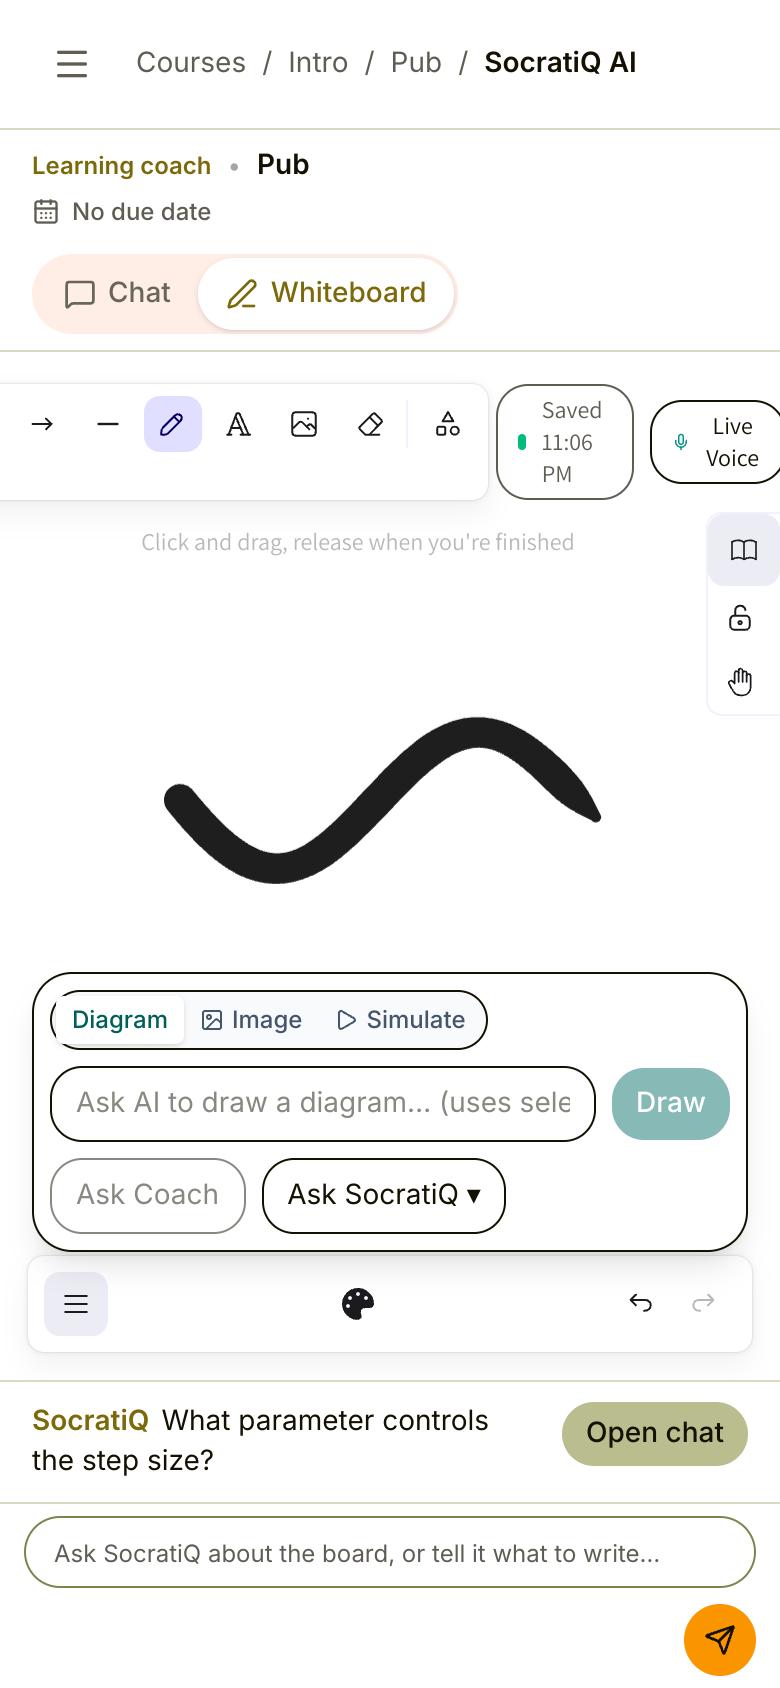 Courses / Intro / Pub / SocratiQ AI
Learning coach • Pub
No due date
Chat
Whiteboard
Saved
11:06
PM
Live
Voice
Click and drag, release when you're finished
Diagram
Image
Simulate
Ask AI to draw a diagram... (uses sele
Draw
Ask Coach
Ask SocratiQ ▾
SocratiQ What parameter controls
the step size?
Open chat
Ask SocratiQ about the board, or tell it what to write...